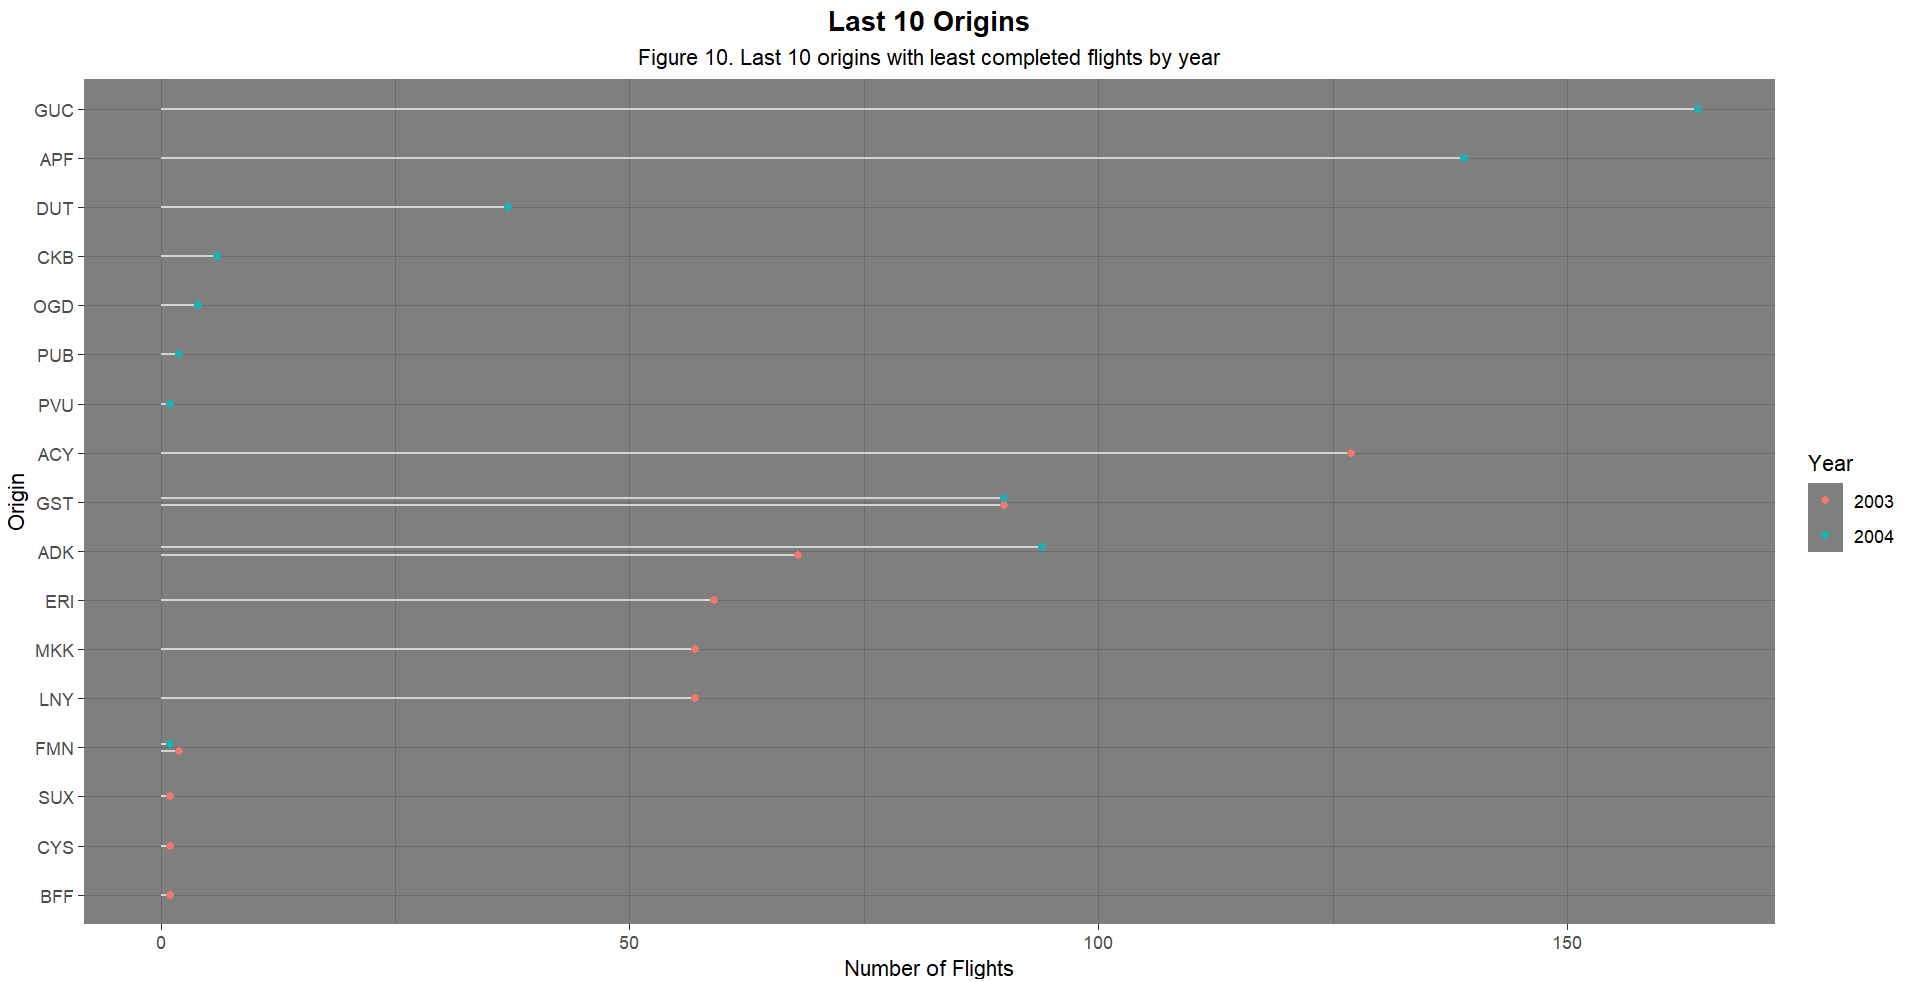 Last 10 Origins
Figure 10. Last 10 origins with least completed flights by year
GUC
APF
DUT
CKB
OGD
PUB
PVU
ACY
GST
ADK
ERI
MKK
LNY
FMN
SUX
CYS
BFF
Origin
0 50 100 150
Number of Flights
Year
2003
2004